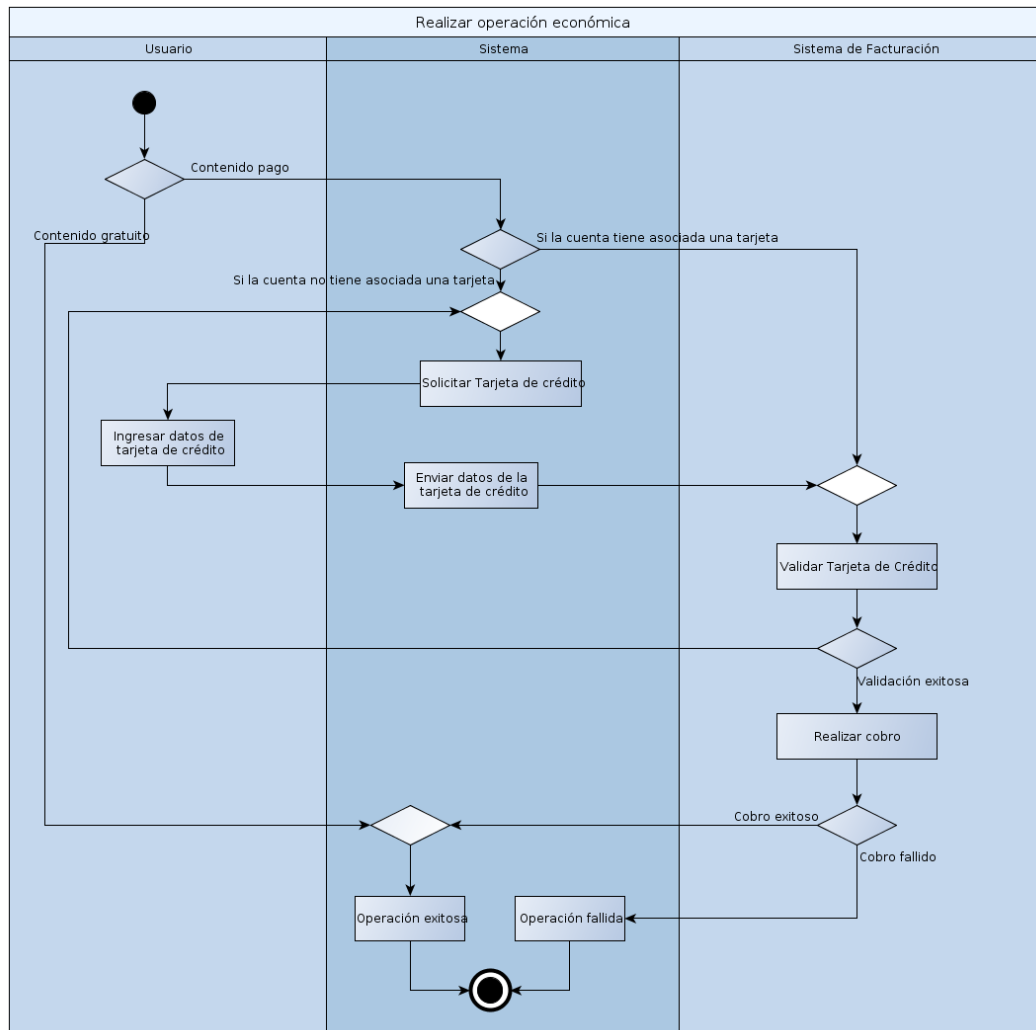 Realizar operación económica
Usuario
Sistema
Sistema de Facturación
Contenido pago
Contenido gratuito
Si la cuenta tiene asociada una tarjeta
Si la cuenta no tiene asociada una tarjeta
Solicitar Tarjeta de crédito
Ingresar datos de
tarjeta de crédito
Enviar datos de la
tarjeta de crédito
Validar Tarjeta de Crédito
Validación exitosa
Realizar cobro
Cobro exitoso
Cobro fallido
Operación exitosa
Operación fallida